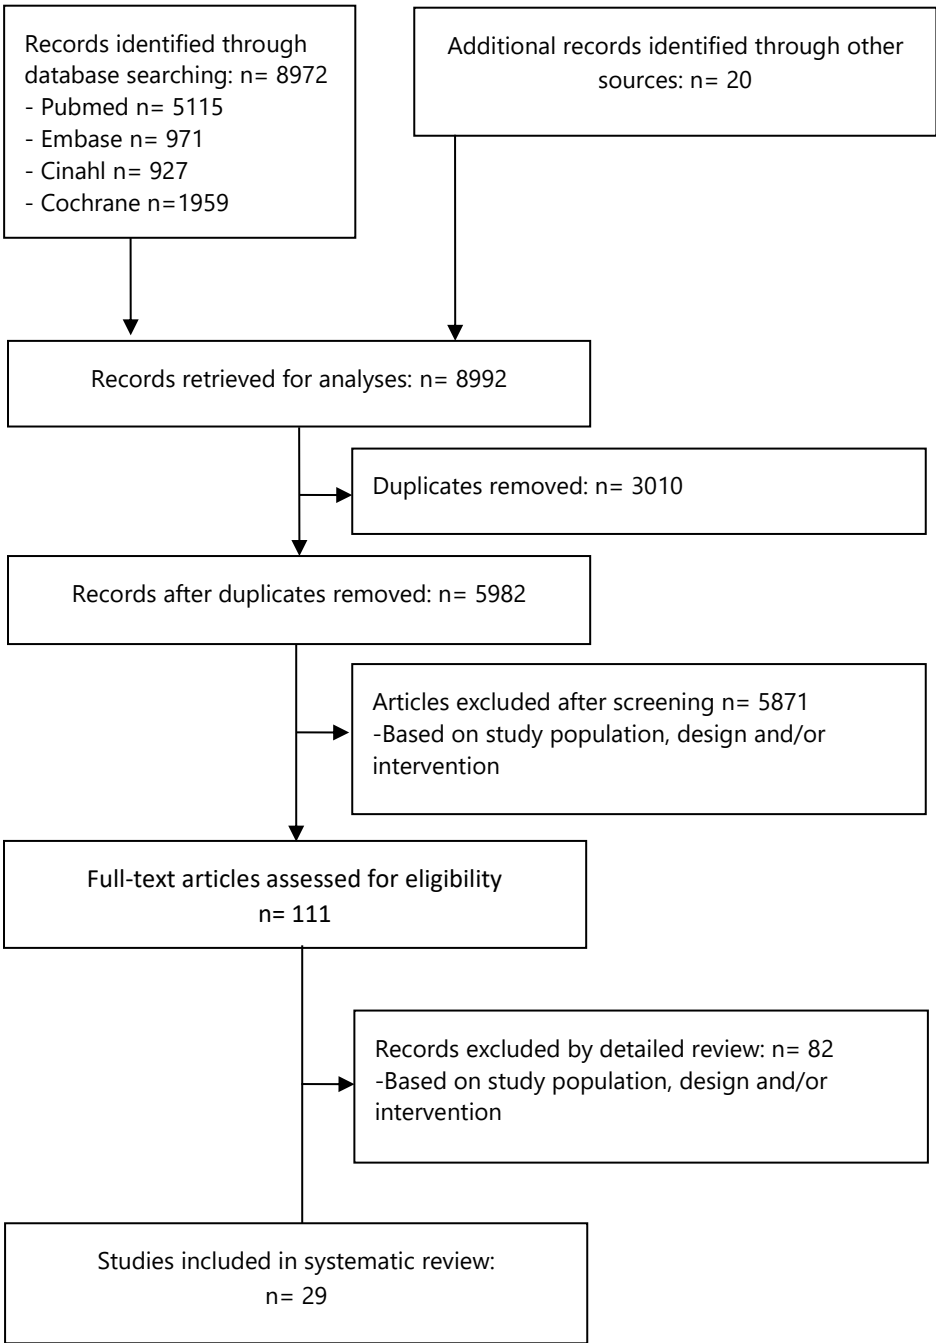 Records identified through
database searching: n= 8972
- Pubmed n= 5115
- Embase n= 971
- Cinahl n= 927
- Cochrane n=1959
Additional records identified through other
sources: n= 20
Records retrieved for analyses: n= 8992
Duplicates removed: n= 3010
Records after duplicates removed: n= 5982
Articles excluded after screening n= 5871
-Based on study population, design and/or
intervention
Full-text articles assessed for eligibility
n= 111
Records excluded by detailed review: n= 82
-Based on study population, design and/or
intervention
Studies included in systematic review:
n= 29